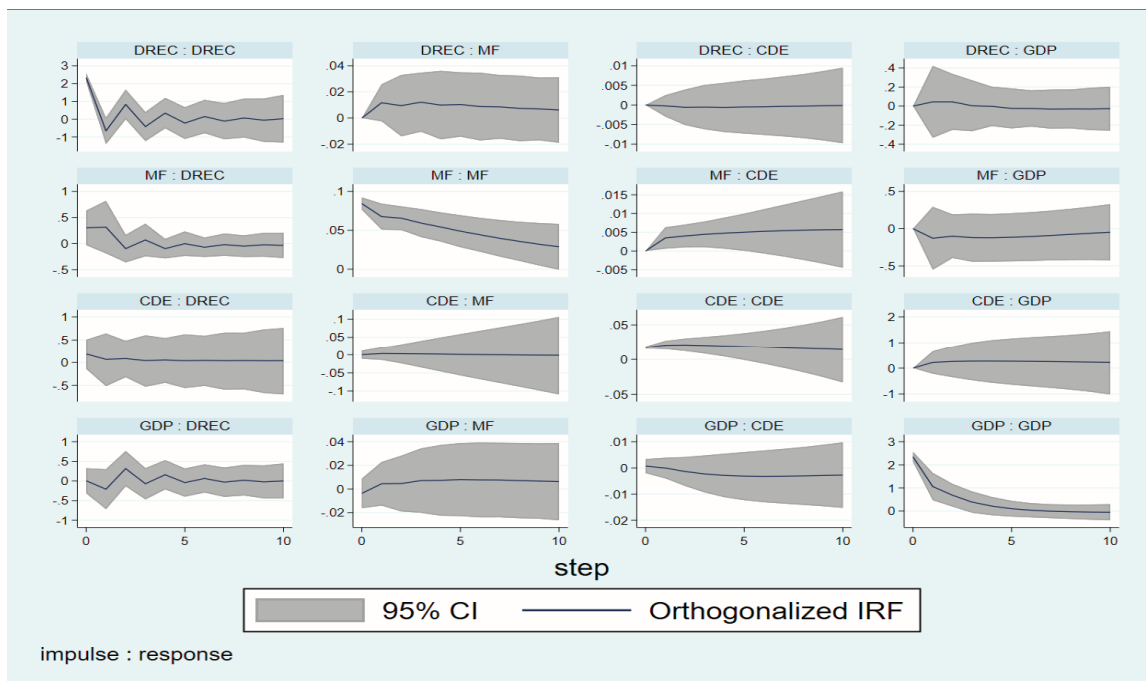 DREC : DREC DREC : MF DREC : CDE DREC : GDP
3 .04 .01 .4
2 .02 .005 .2
1 0 0 0
0 -.005 -.2
-1 -.02 -.01 -.4
MF : DREC MF : MF MF : CDE MF : GDP
1 .1 .015 .5
.5 .05 .01
0 .005 0
0 0
-.5 -.005 -.5
CDE : DREC CDE : MF CDE : CDE CDE : GDP
1 .1 .05 2
.5 .05 1
0 0 0 0
-.5 -.05
-.1 -.05 -1
GDP : DREC GDP : MF GDP : CDE GDP : GDP
1 .04 .01 3
.5 .02 0 2
0 0 1
-.5 -.02 -.01 0
-1 -.02
0 5 10 0 5 10 0 5 10 0 5 10
step
95% CI Orthogonalized IRF
impulse : response